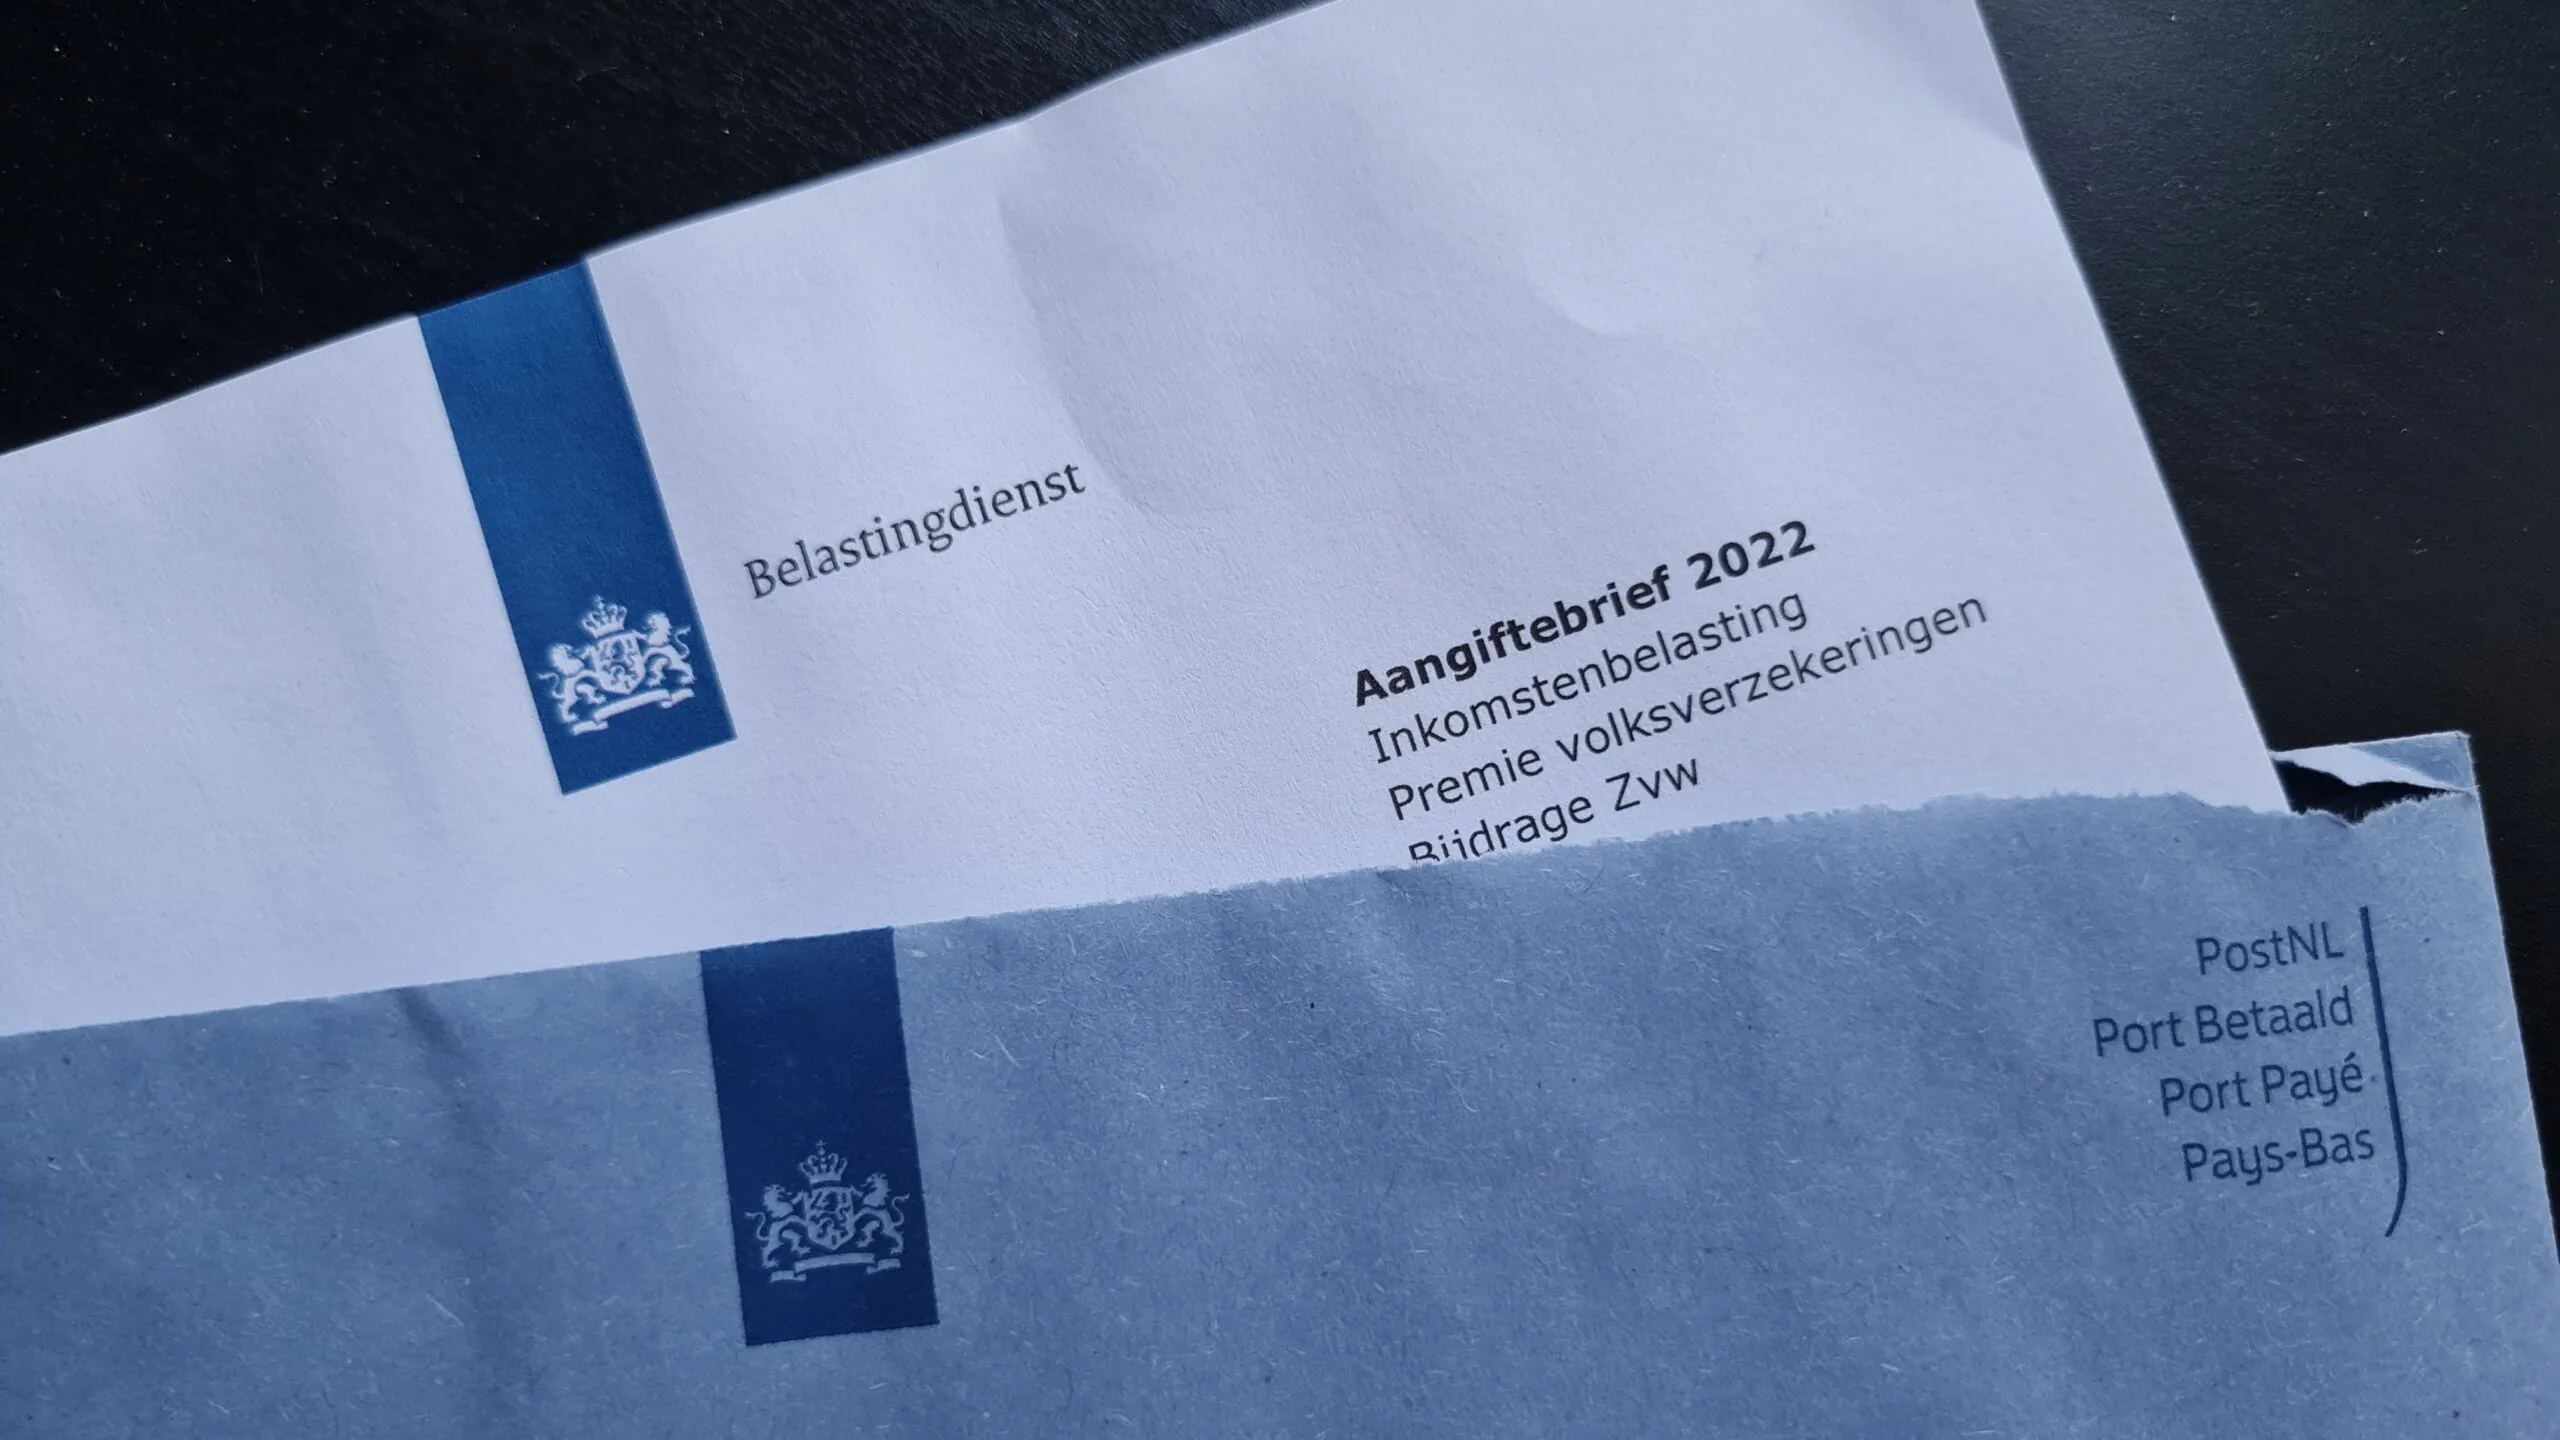 Belastingdienst
Aangiftebrief 2022
Inkomstenbelasting
Premie volksverzekeringen
Bijdrage Zvw
PostNL
Port Betaald
Port Payé
Pays-Bas